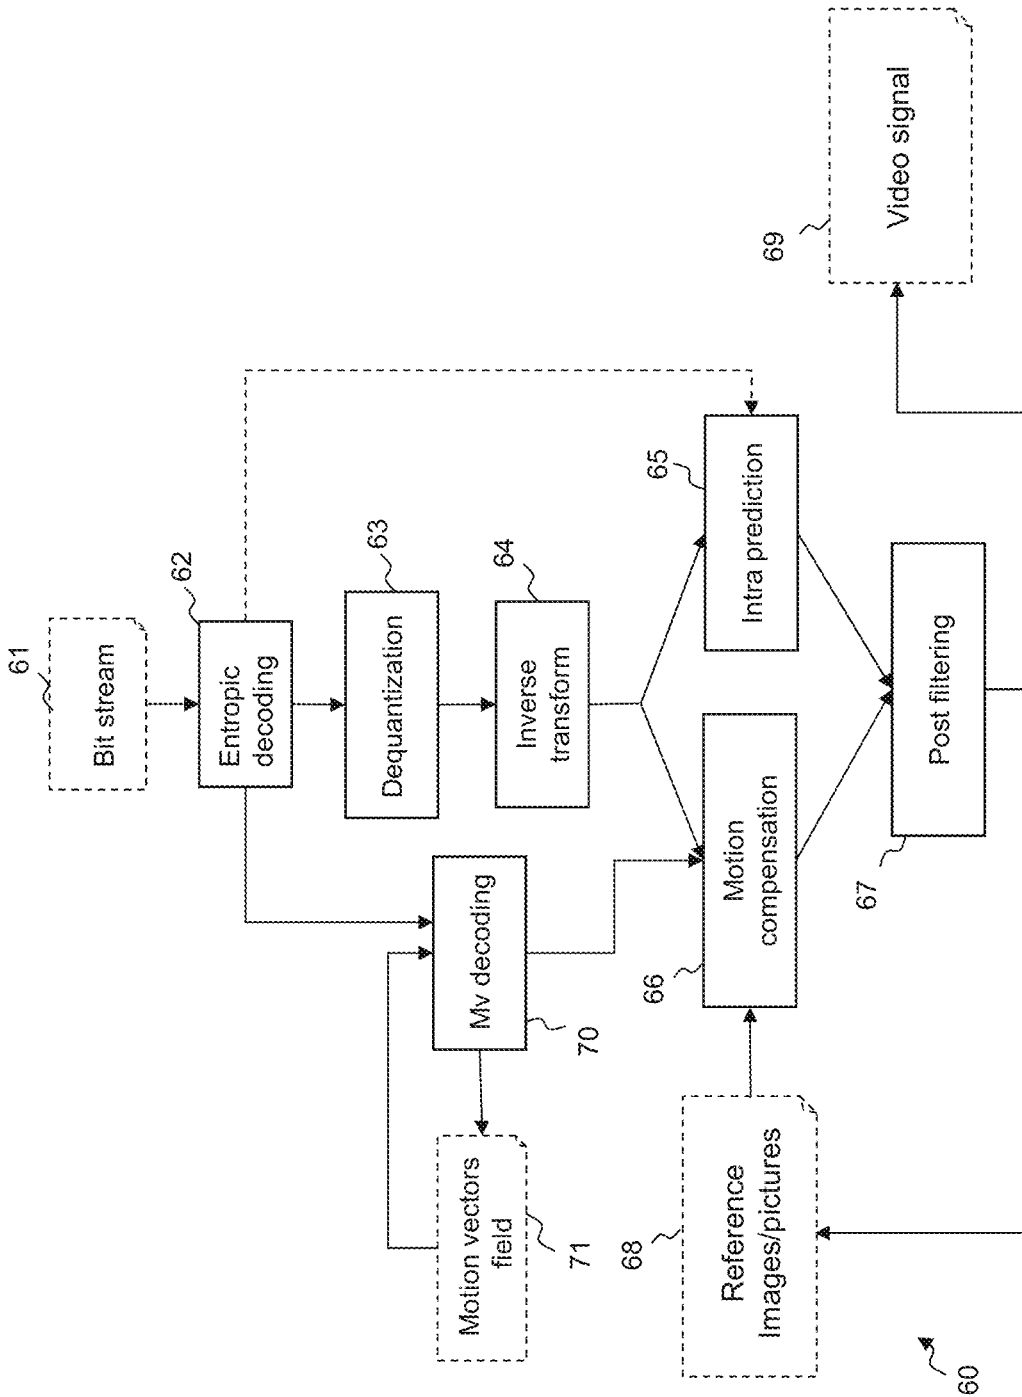 61
Bit stream
62
Entropic
decoding
63
Dequantization
64
Inverse
transform
65
Intra prediction
66
Motion
compensation
67
Post filtering
68
Reference
Images/pictures
69
Video signal
70
Mv decoding
71
Motion vectors
field
60